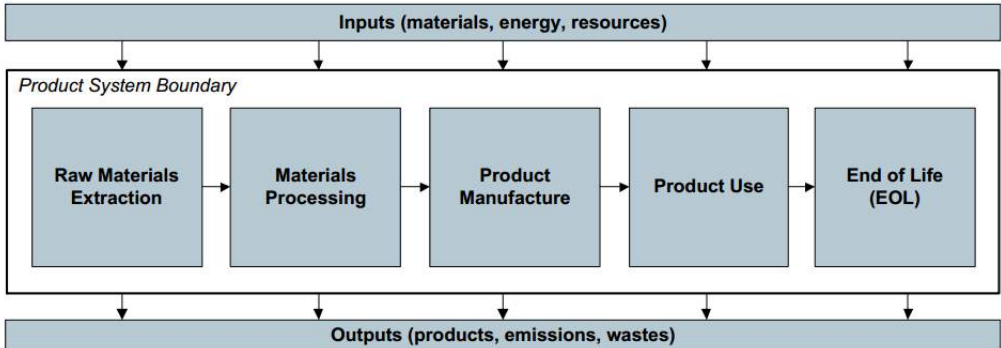 Inputs (materials, energy, resources)
Product System Boundary
Raw Materials
Extraction
Materials
Processing
Product
Manufacture
Product Use
End of Life
(EOL)
Outputs (products, emissions, wastes)